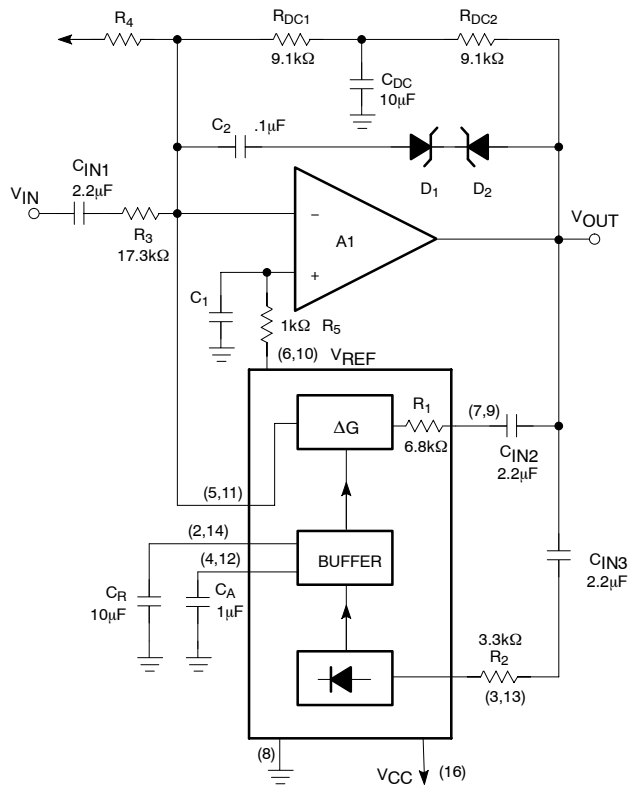 R4
RDC1
RDC2
9.1kΩ
9.1kΩ
CDC
10μF
C2
.1μF
D1
D2
CIN1
2.2μF
VIN
R3
17.3kΩ
−
+
A1
VOUT
C1
1kΩ R5
(6,10)
VREF
ΔG
R1
6.8kΩ
(7,9)
CIN2
2.2μF
(5,11)
(2,14)
(4,12)
BUFFER
CR
10μF
CA
1μF
CIN3
2.2μF
3.3kΩ
R2
(3,13)
(8)
VCC
(16)